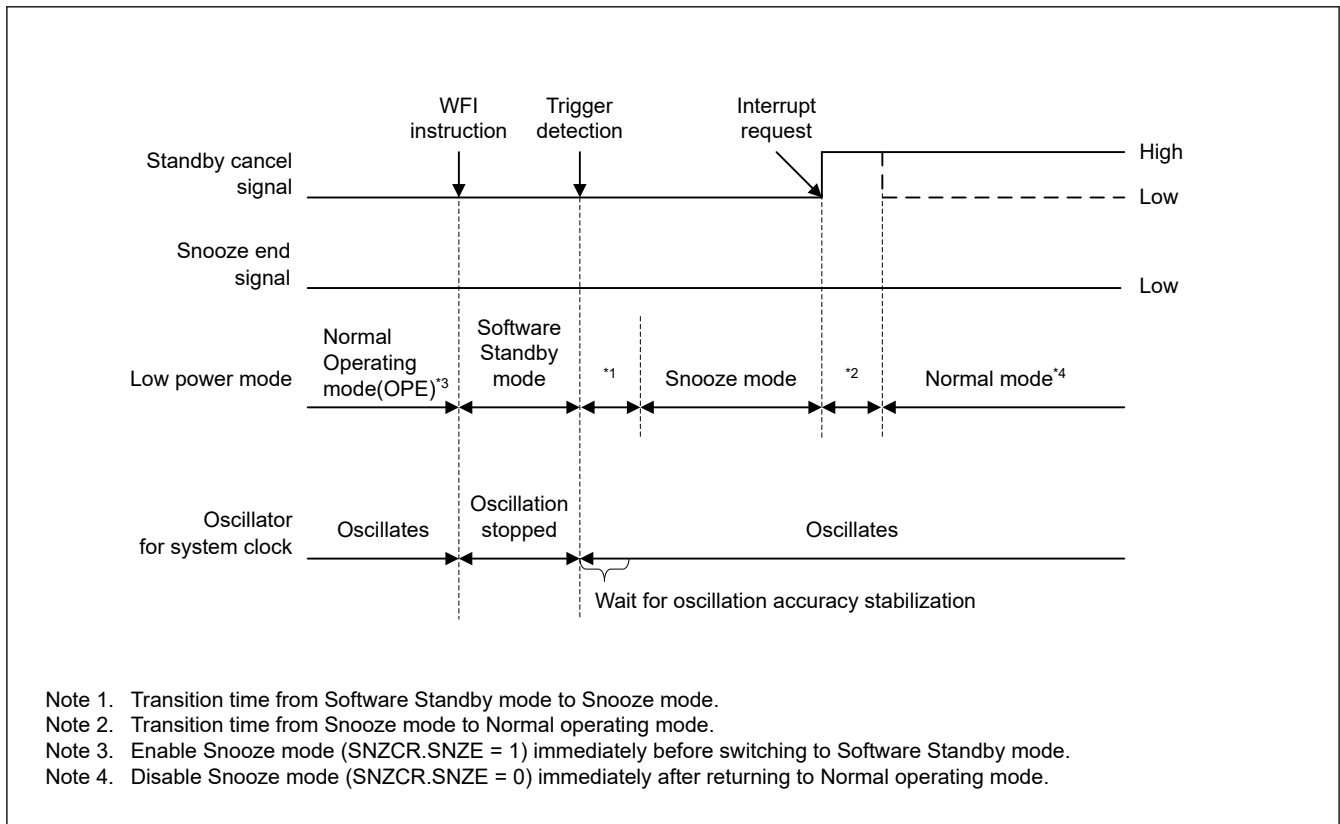 WFI
instruction
Trigger
detection
Interrupt
request
Standby cancel
signal
High
Low
Snooze end
signal
Low
Low power mode
Normal
Operating
mode(OPE)*3
Software
Standby
mode
*1
Snooze mode
*2
Normal mode*4
Oscillator
for system clock
Oscillates
Oscillation
stopped
Oscillates
Wait for oscillation accuracy stabilization
Note 1. Transition time from Software Standby mode to Snooze mode.
Note 2. Transition time from Snooze mode to Normal operating mode.
Note 3. Enable Snooze mode (SNZCR.SNZE = 1) immediately before switching to Software Standby mode.
Note 4. Disable Snooze mode (SNZCR.SNZE = 0) immediately after returning to Normal operating mode.